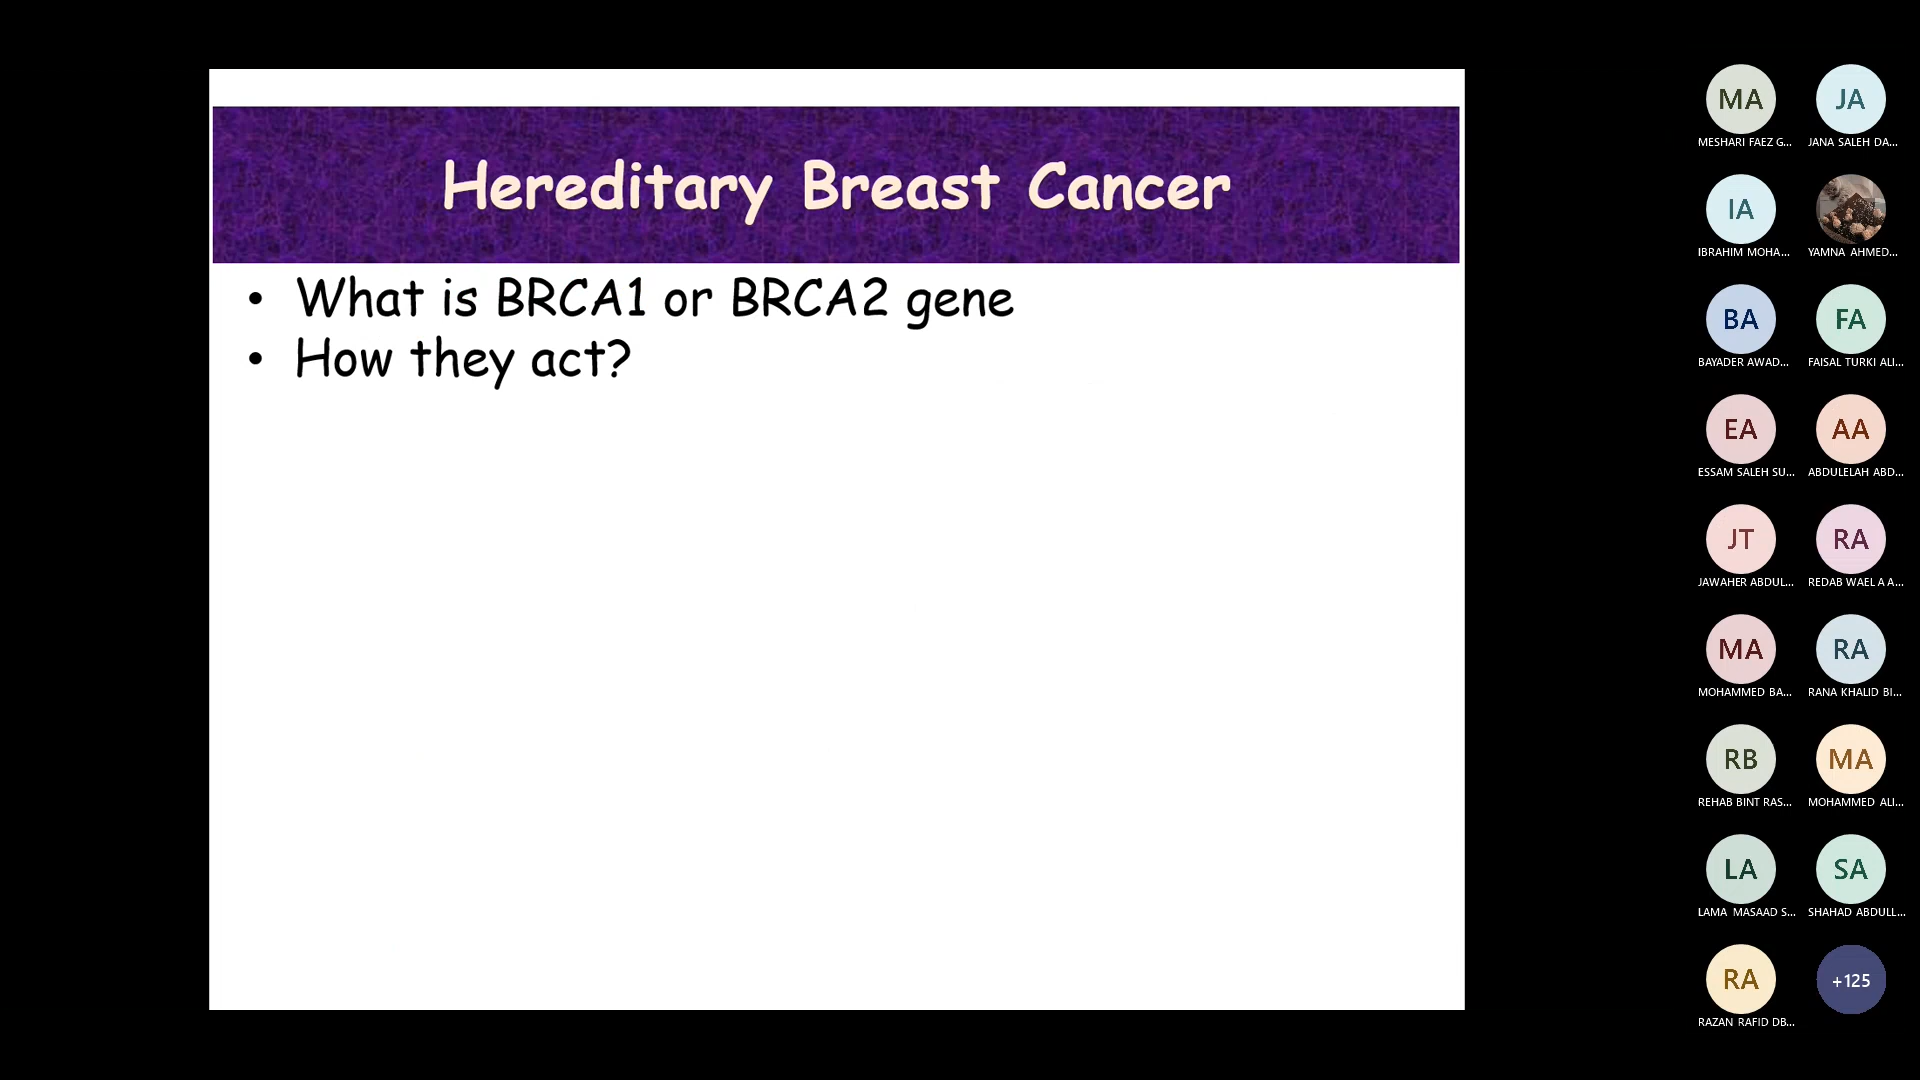 Hereditary Breast Cancer
• What is BRCA1 or BRCA2 gene
• How they act?
MA
MESHARI FAEZ G...
JA
JANA SALEH DA...
IA
IBRAHIM MOHA...
YAMNA AHMED...
BA
BAYADER AWAD...
FA
FAISAL TURKI ALI...
EA
ESSAM SALEH SU...
AA
ABDULELAH ABD...
JT
JAWAHER ABDUL...
RA
REDAB WAEL A A...
MA
MOHAMMED BA...
RA
RANA KHALID BI...
RB
REHAB BINT RAS...
MA
MOHAMMED ALI...
LA
LAMA MASAAD S...
SA
SHAHAD ABDULL...
RA
RAZAN RAFID DB...
+125